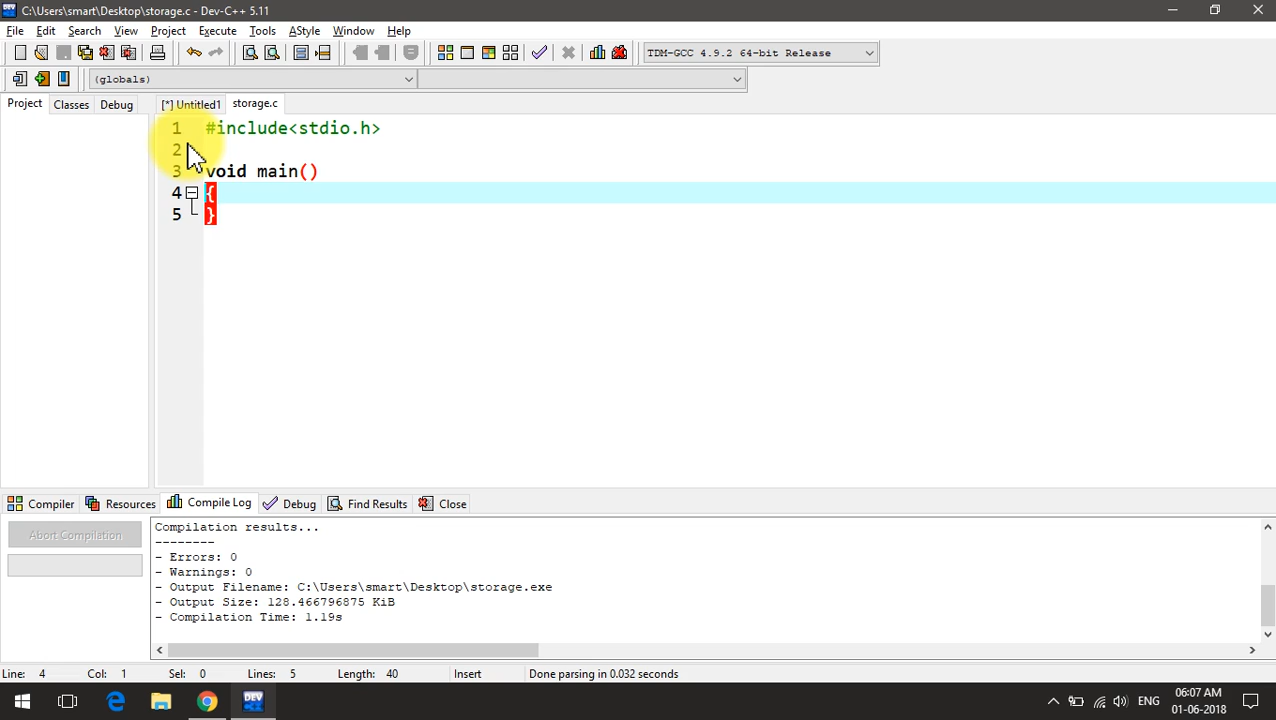 C:\Users\smart\Desktop\storage.c - Dev-C++ 5.11
File Edit Search View Project Execute Tools AStyle Window Help
TDM-GCC 4.9.2 64-bit Release
(globals)
Project Classes Debug [*] Untitled1 storage.c
1 #include<stdio.h>
2
3 void main()
4 {
5 }
Compiler Resources Compile Log Debug Find Results Close
Abort Compilation
Compilation results...
--------
- Errors: 0
- Warnings: 0
- Output Filename: C:\Users\smart\Desktop\storage.exe
- Output Size: 128.466796875 KiB
- Compilation Time: 1.19s
Line: 4 Col: 1 Sel: 0 Lines: 5 Length: 40 Insert Done parsing in 0.032 seconds
DEV
ENG
06:07 AM
01-06-2018